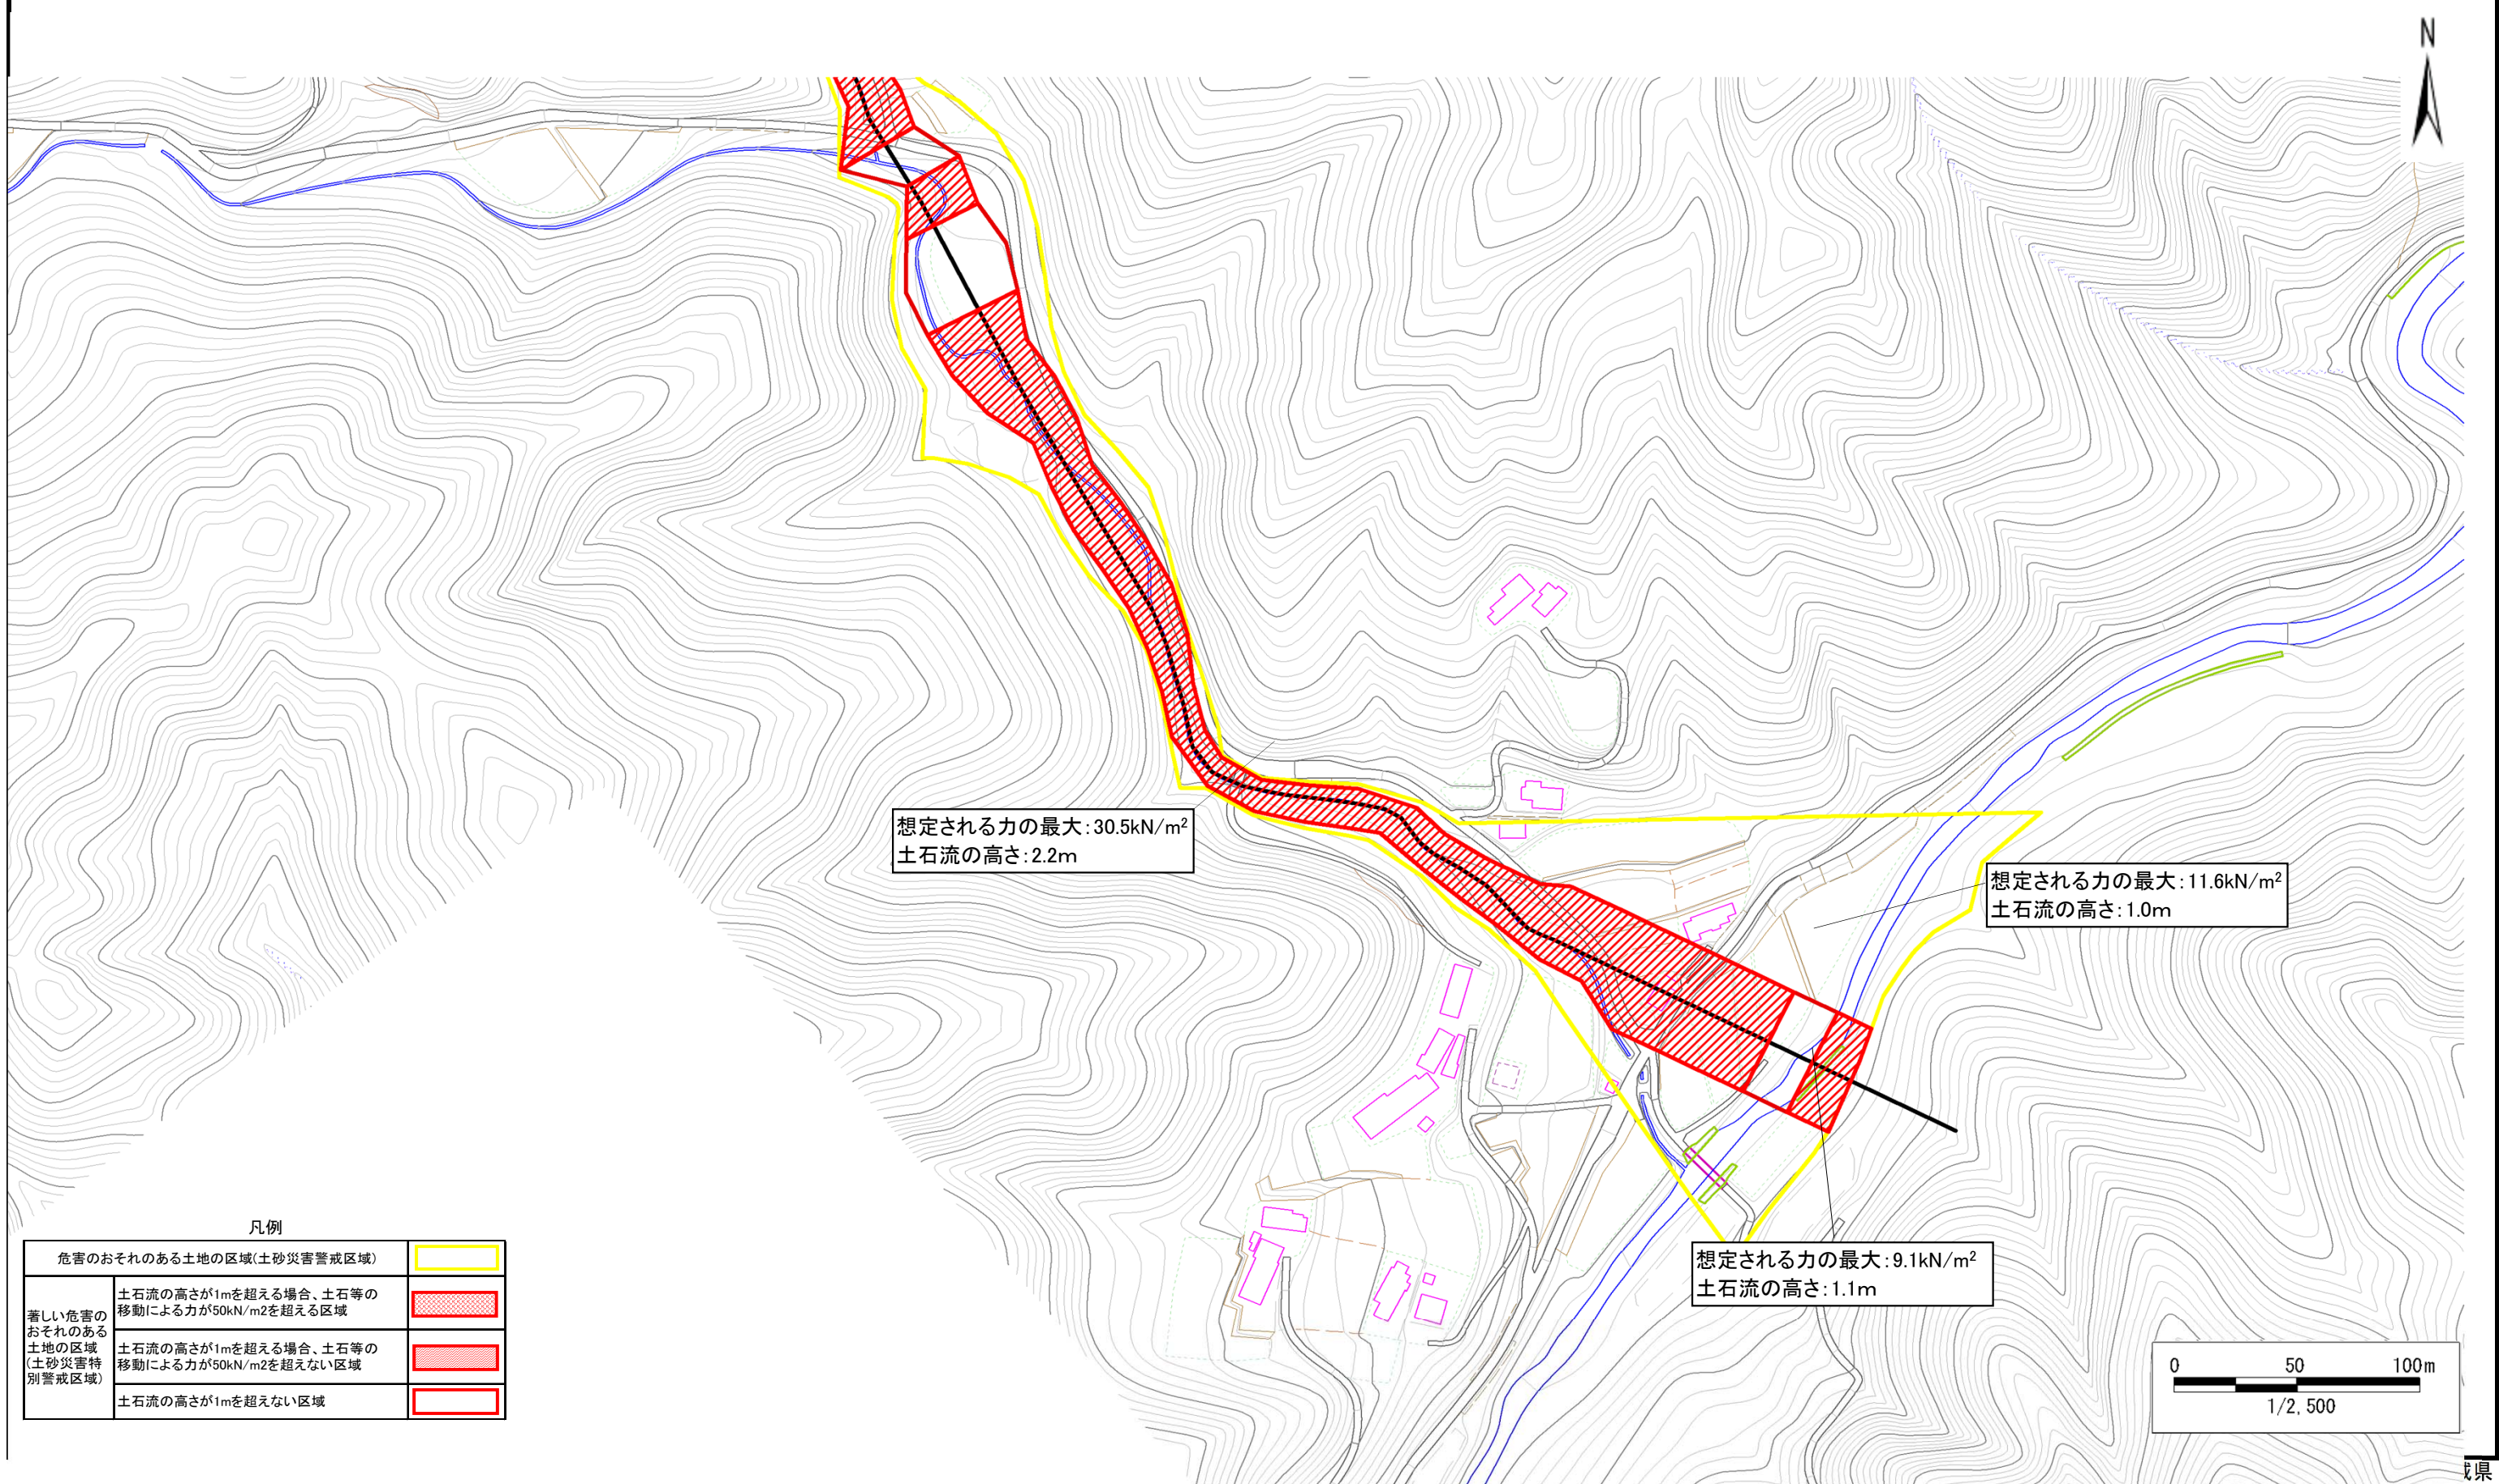 N
想定される力の最大:30.5kN/m²
土石流の高さ:2.2m
想定される力の最大:11.6kN/m²
土石流の高さ:1.0m
想定される力の最大:9.1kN/m²
土石流の高さ:1.1m
凡例
危害のおそれのある土地の区域(土砂災害警戒区域)
著しい危害の
おそれのある
土地の区域
(土砂災害特
別警戒区域)
土石流の高さが1mを超える場合、土石等の
移動による力が50kN/m2を超える区域
土石流の高さが1mを超える場合、土石等の
移動による力が50kN/m2を超えない区域
土石流の高さが1mを超えない区域
0 50 100m
1/2,500
県